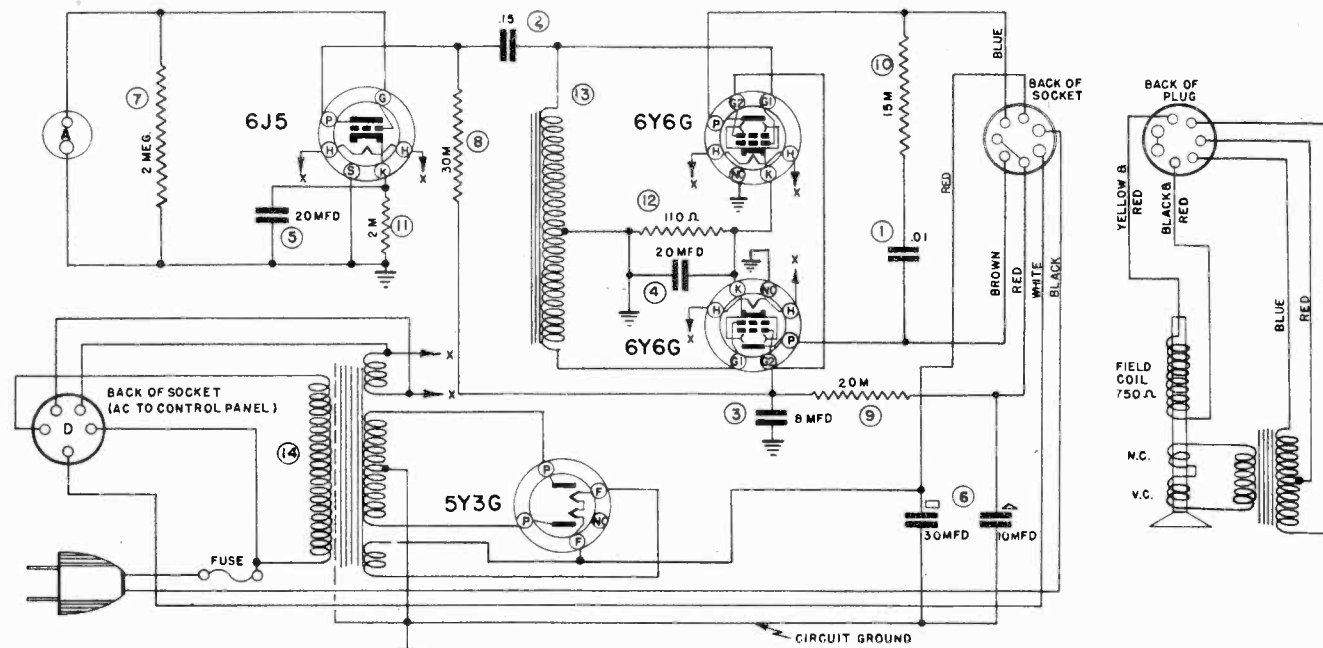 A
7
2 MEG.
6J5
P
G
H
H
S
K
X
X
20 MFD
5
2 M
11
8
30M
.15
2
13
6Y6G
G2
G1
P
H
H
NC
K
X
X
12
110 Ω
20MFD
4
6Y6G
K
NC
H
H
P
G1
G2
X
X
10
15 M
1
.01
BLUE
RED
BACK OF
SOCKET
BROWN
RED
WHITE
BLACK
BACK OF
PLUG
YELLOW &
RED
BLACK &
RED
BLUE
RED
FIELD
COIL
750 Ω
N.C.
V.C.
3
8 MFD
20M
9
BACK OF SOCKET
(AC TO CONTROL PANEL)
D
14
X
X
5Y3G
P
F
P
NC
F
6
30MFD
10MFD
FUSE
CIRCUIT GROUND